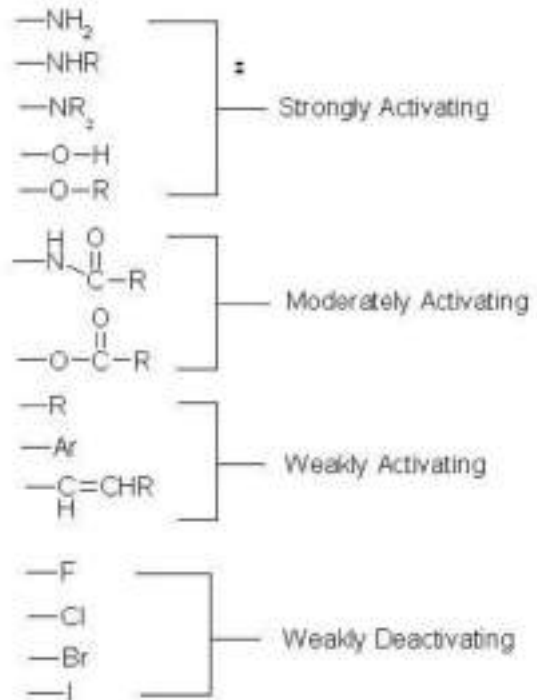 —NH₂
—NHR
Strongly Activating
—NR₂
—O—H
—O—R
H O
—N C—R
Moderately Activating
O
—O—C—R
—R
—Ar
Weakly Activating
—C=CHR
H
—F
—Cl
Weakly Deactivating
—Br
—I